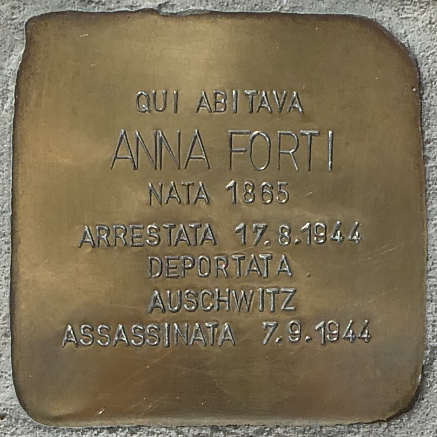 QUI ABITAVA
ANNA FORTI
NATA 1865
ARRESTATA 17.8.1944
DEPORTATA
AUSCHWITZ
ASSASSINATA 7.9.1944